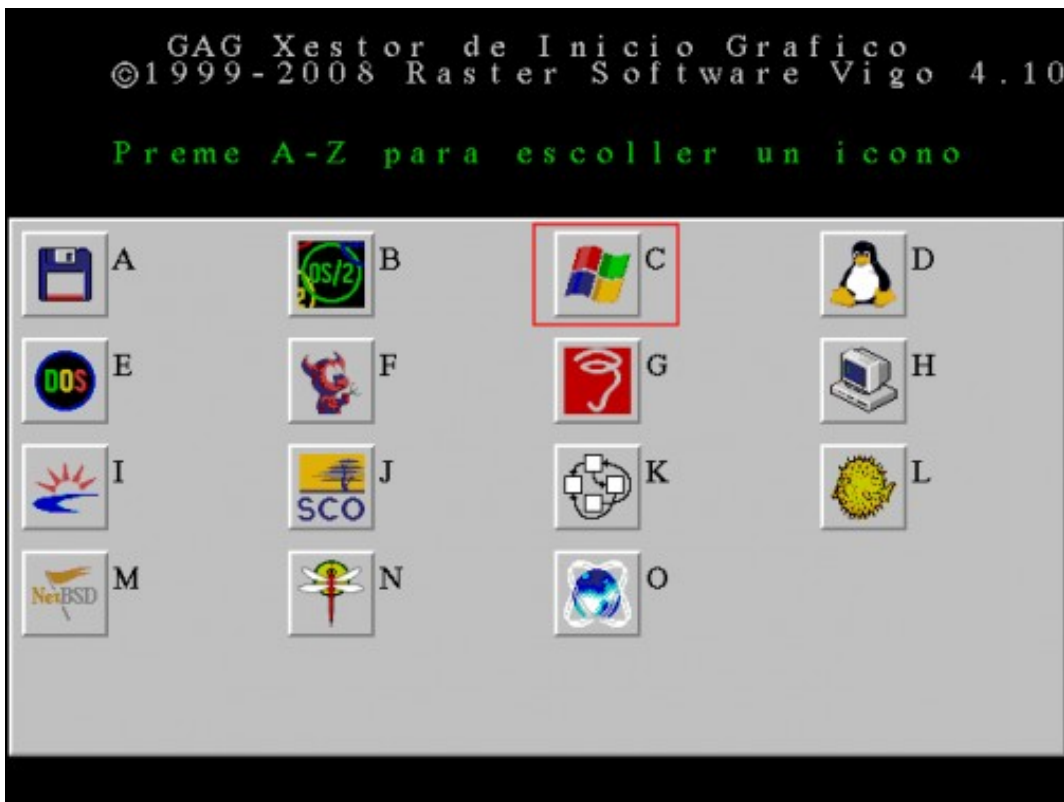 GAG Xestor de Inicio Grafico
©1999-2008 Raster Software Vigo 4.10
Preme A-Z para escoller un icono
A OS/2 B C D
DOS E F G H
I SCO J K L
NetBSD M N O